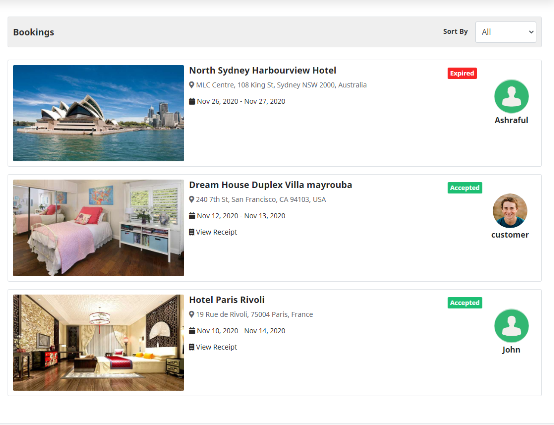 Bookings
Sort By
All
North Sydney Harbourview Hotel
Expired
MLC Centre, 108 King St, Sydney NSW 2000, Australia
Nov 26, 2020 - Nov 27, 2020
Ashraful
Dream House Duplex Villa mayrouba
Accepted
240 7th St, San Francisco, CA 94103, USA
Nov 12, 2020 - Nov 13, 2020
View Receipt
customer
Hotel Paris Rivoli
Accepted
19 Rue de Rivoli, 75004 Paris, France
Nov 10, 2020 - Nov 14, 2020
View Receipt
John